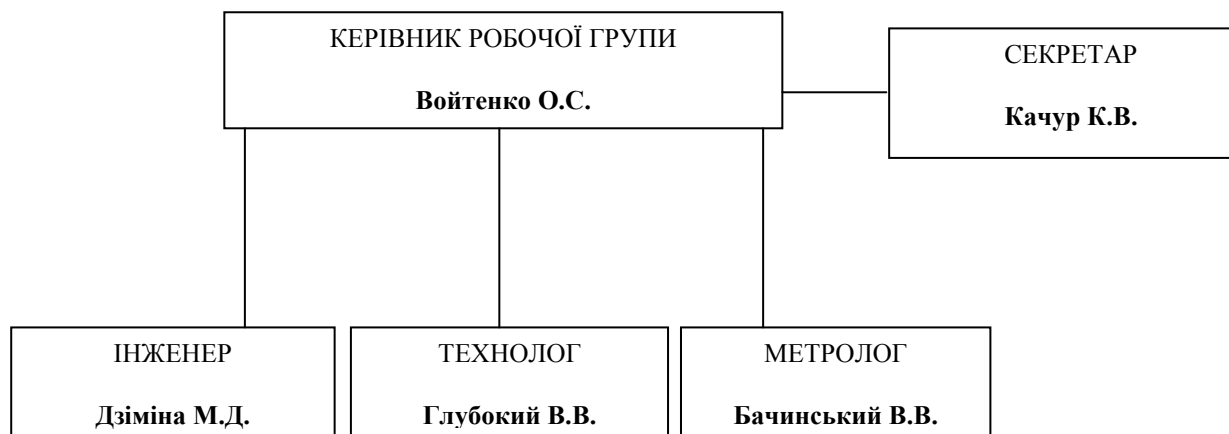 КЕРІВНИК РОБОЧОЇ ГРУПИ
Войтенко О.С.
СЕКРЕТАР
Качур К.В.
ІНЖЕНЕР
Дзіміна М.Д.
ТЕХНОЛОГ
Глубокий В.В.
МЕТРОЛОГ
Бачинський В.В.